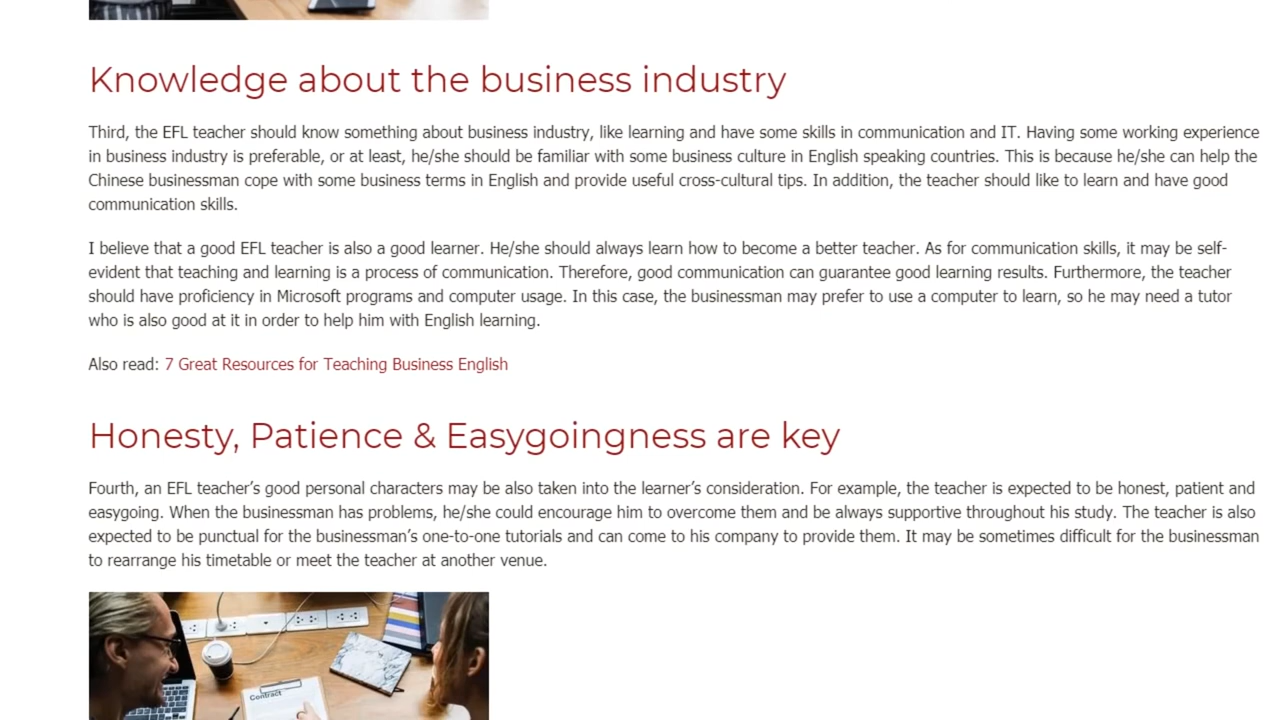 Knowledge about the business industry
Third, the EFL teacher should know something about business industry, like learning and have some skills in communication and IT. Having some working experience
in business industry is preferable, or at least, he/she should be familiar with some business culture in English speaking countries. This is because he/she can help the
Chinese businessman cope with some business terms in English and provide useful cross-cultural tips. In addition, the teacher should like to learn and have good
communication skills.
I believe that a good EFL teacher is also a good learner. He/she should always learn how to become a better teacher. As for communication skills, it may be self-
evident that teaching and learning is a process of communication. Therefore, good communication can guarantee good learning results. Furthermore, the teacher
should have proficiency in Microsoft programs and computer usage. In this case, the businessman may prefer to use a computer to learn, so he may need a tutor
who is also good at it in order to help him with English learning.
Also read: 7 Great Resources for Teaching Business English
Honesty, Patience & Easygoingness are key
Fourth, an EFL teacher’s good personal characters may be also taken into the learner’s consideration. For example, the teacher is expected to be honest, patient and
easygoing. When the businessman has problems, he/she could encourage him to overcome them and be always supportive throughout his study. The teacher is also
expected to be punctual for the businessman’s one-to-one tutorials and can come to his company to provide them. It may be sometimes difficult for the businessman
to rearrange his timetable or meet the teacher at another venue.
Contract